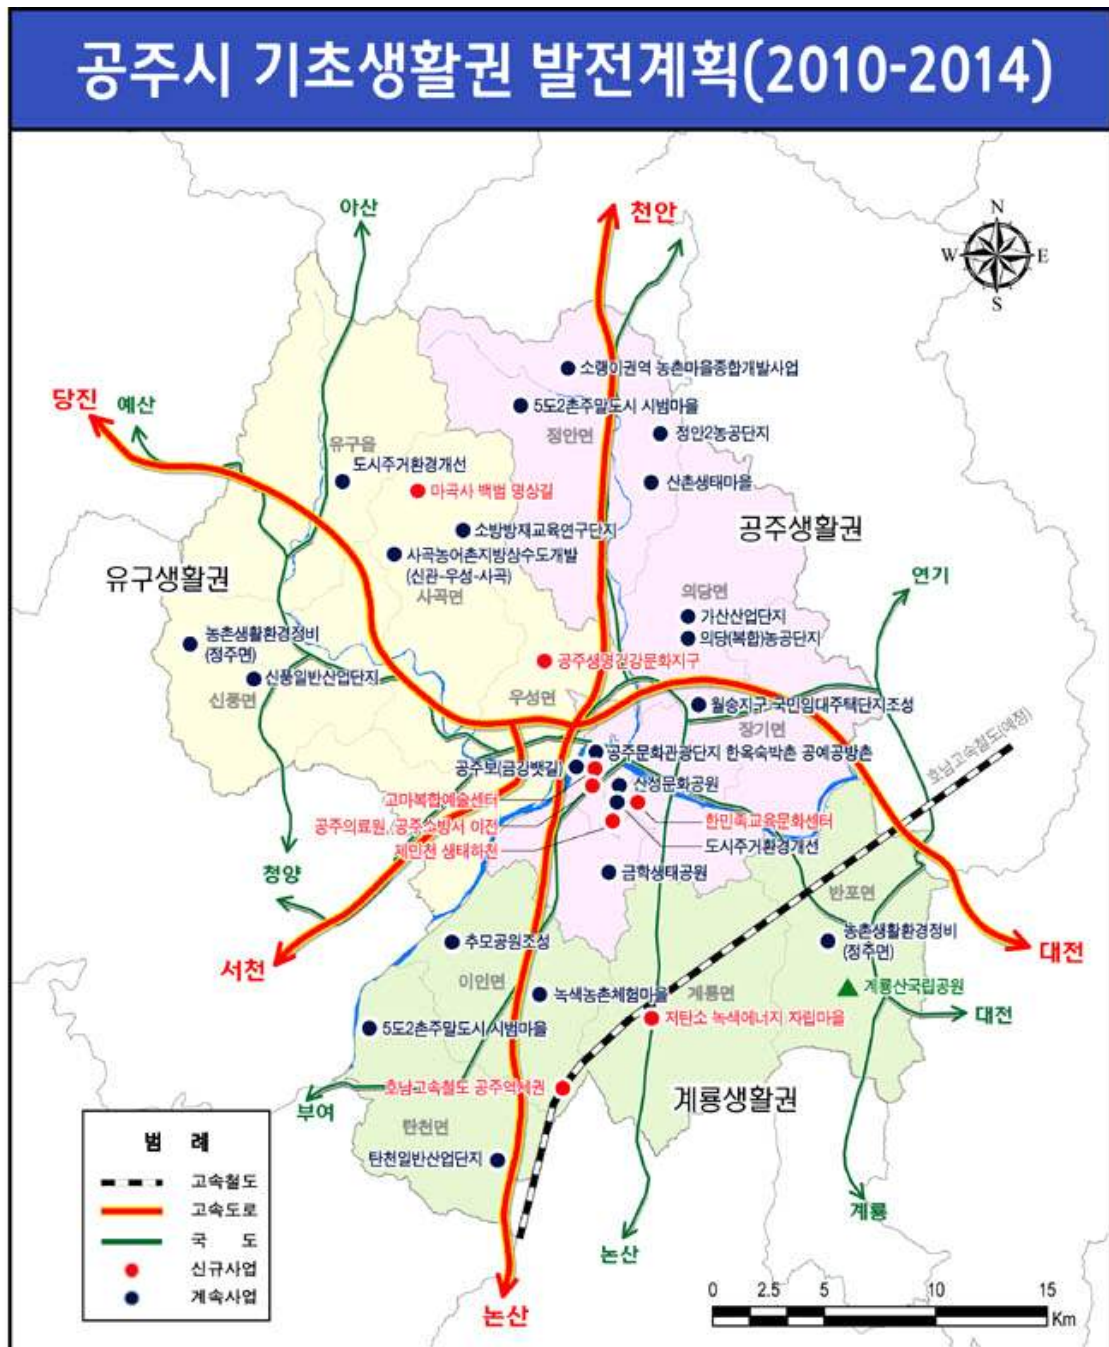 공주시 기초생활권 발전계획(2010-2014)
아산
천안
N
W E
S
당진
예산
소랭이권역 농촌마을종합개발사업
5도2촌주말도시 시범마을
정안면
정안2농공단지
유구읍
도시주거환경개선
마곡사 백범 명상길
산촌생태마을
소방방재교육연구단지
공주생활권
사곡농어촌지방상수도개발
(신관-우성-사곡)
사곡면
유구생활권
연기
의당면
가산산업단지
의당(복합)농공단지
농촌생활환경정비
(정주면)
공주생명건강문화지구
신풍일반산업단지
신풍면
우성면
월송지구 국민임대주택단지조성
장기면
호남고속철도(예정)
공주문화관광단지 한옥숙박촌 공예공방촌
공주보(금강뱃길)
산성문화공원
고마복합예술센터
공주의료원, 공주소방서 이전
한민족교육문화센터
제민천 생태하천
도시주거환경개선
청양
금학생태공원
반포면
서천
추모공원조성
농촌생활환경정비
(정주면)
대전
이인면
녹색농촌체험마을
계룡면
계룡산국립공원
5도2촌주말도시 시범마을
저탄소 녹색에너지 자립마을
대전
호남고속철도 공주역세권
부여
계룡생활권
탄천면
탄천일반산업단지
범 례
고속철도
고속도로
국 도
신규사업
계속사업
계룡
논산
논산
0 2.5 5 10 15
Km